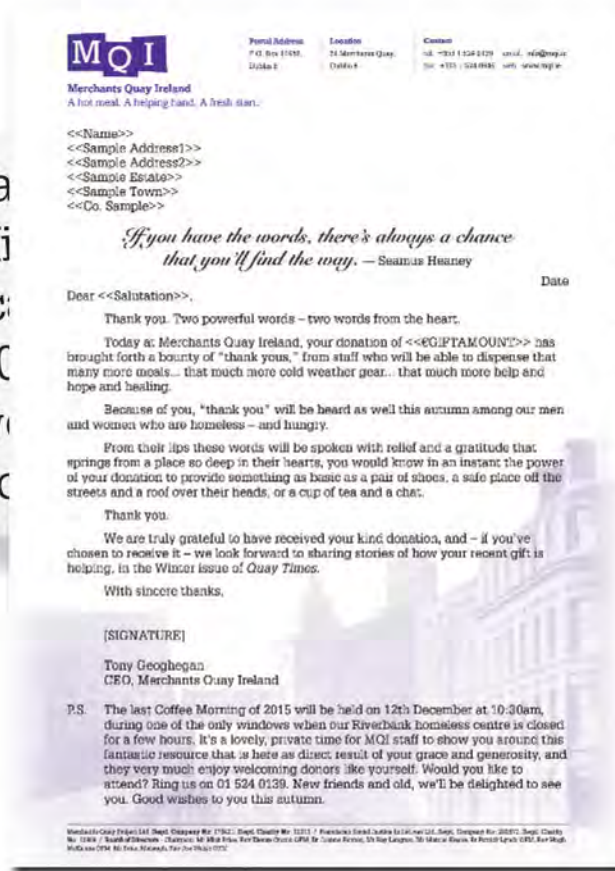 MQI
Merchants Quay Ireland
A hot meal. A helping hand. A fresh start.
Postal Address
Dublin 8
Location
24 Merchants Quay,
Dublin 8
Contact
<<Name>>
<<Sample Address1>>
<<Sample Address2>>
<<Sample Estate>>
<<Sample Town>>
<<Co. Sample>>
If you have the words, there's always a chance
that you'll find the way. — Seamus Heaney
Date
Dear <<Salutation>>,
Thank you. Two powerful words – two words from the heart.
Today at Merchants Quay Ireland, your donation of <<€GIFTAMOUNT>> has
brought forth a bounty of "thank yous," from staff who will be able to dispense that
many more meals... that much more cold weather gear... that much more help and
hope and healing.
Because of you, "thank you" will be heard as well this autumn among our men
and women who are homeless – and hungry.
From their lips these words will be spoken with relief and a gratitude that
springs from a place so deep in their hearts, you would know in an instant the power
of your donation to provide something as basic as a pair of shoes, a safe place off the
streets and a roof over their heads, or a cup of tea and a chat.
Thank you.
We are truly grateful to have received your kind donation, and – if you've
chosen to receive it – we look forward to sharing stories of how your recent gift is
helping, in the Winter issue of Quay Times.
With sincere thanks,
[SIGNATURE]
Tony Geoghegan
CEO, Merchants Quay Ireland
P.S. The last Coffee Morning of 2015 will be held on 12th December at 10:30am,
during one of the only windows when our Riverbank homeless centre is closed
for a few hours. It's a lovely, private time for MQI staff to show you around this
fantastic resource that is here as direct result of your grace and generosity, and
they very much enjoy welcoming donors like yourself. Would you like to
attend? Ring us on 01 524 0139. New friends and old, we'll be delighted to see
you. Good wishes to you this autumn.